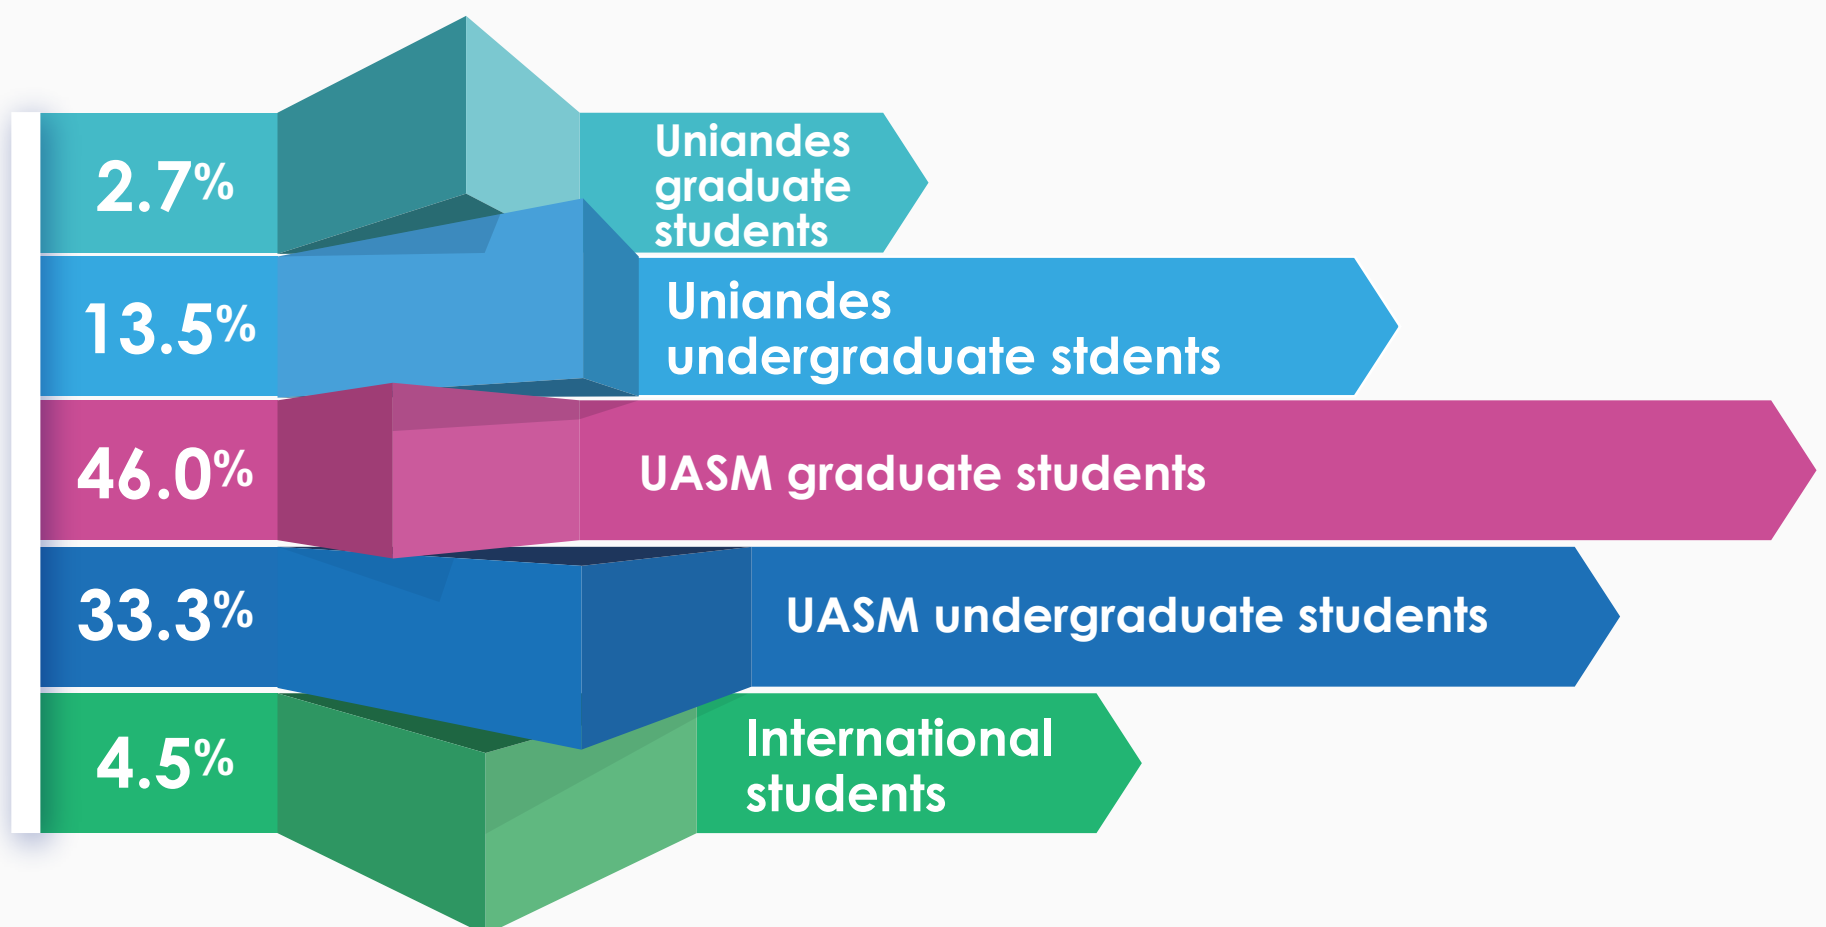 2.7%
Uniandes
graduate
students
13.5%
Uniandes
undergraduate stdents
46.0%
UASM graduate students
33.3%
UASM undergraduate students
4.5%
International
students